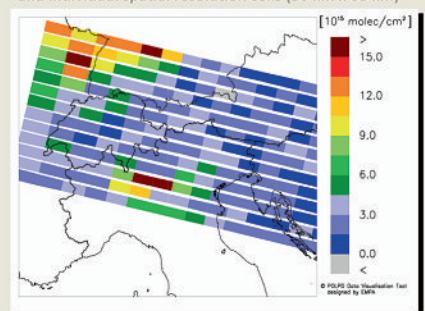 [10¹⁵ molec/cm²]
>
15.0
12.0
9.0
6.0
3.0
0.0
<
© POLPO Data Visualisation Tool
designed by EMPA